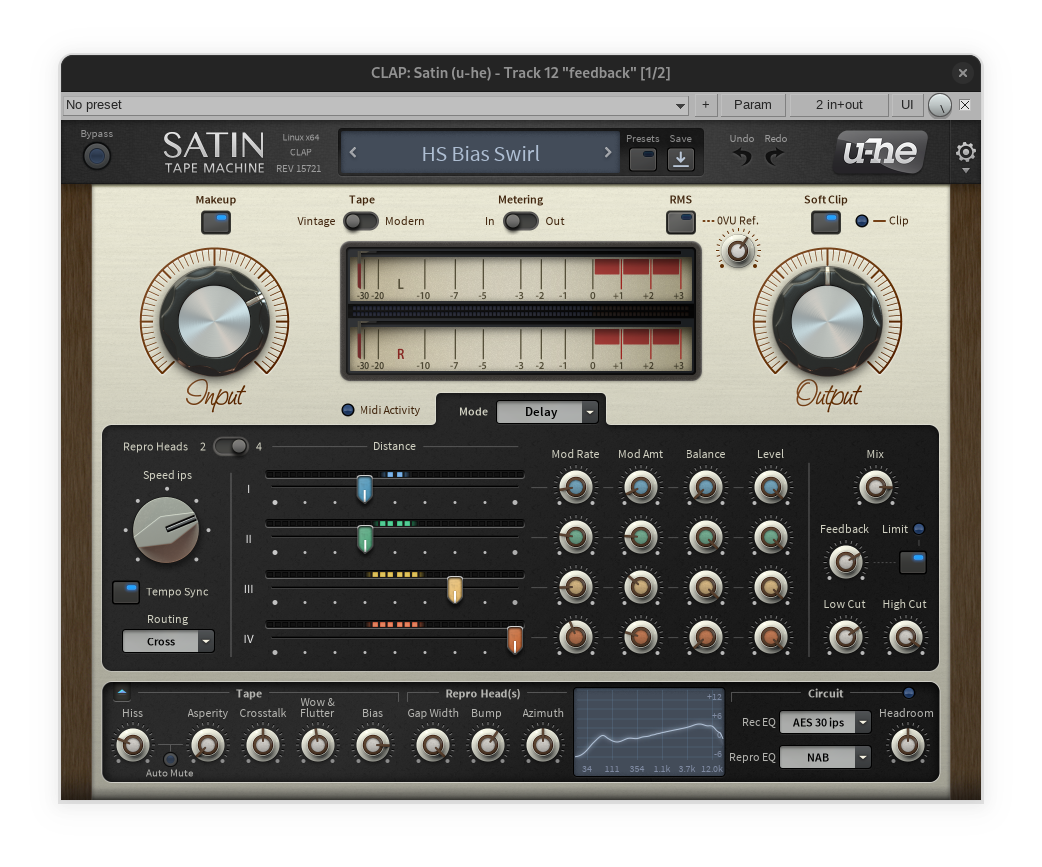 CLAP: Satin (u-he) - Track 12 "feedback" [1/2]
No preset
+ Param 2 in+out UI
Bypass
SATIN
TAPE MACHINE
Linux x64
CLAP
REV 15721
HS Bias Swirl
Presets Save
Undo Redo
u-he
Makeup Tape Metering RMS Soft Clip
Vintage Modern In Out 0VU Ref. Clip
L
-30 -20 -10 -7 -5 -3 -2 -1 0 +1 +2 +3
R
-30 -20 -10 -7 -5 -3 -2 -1 0 +1 +2 +3
Input
Output
Midi Activity
Mode Delay
Repro Heads 2 4 Distance
Mod Rate Mod Amt Balance Level Mix
Speed ips
I
II
III
IV
Tempo Sync
Routing
Cross
Feedback Limit
Low Cut High Cut
Tape Repro Head(s) Circuit
Hiss Asperity Crosstalk Wow & Flutter Bias
Auto Mute
Gap Width Bump Azimuth
+12
+6
0
-6
34 111 354 1.1k 3.7k 12.0k
Rec EQ AES 30 ips
Repro EQ NAB
Headroom